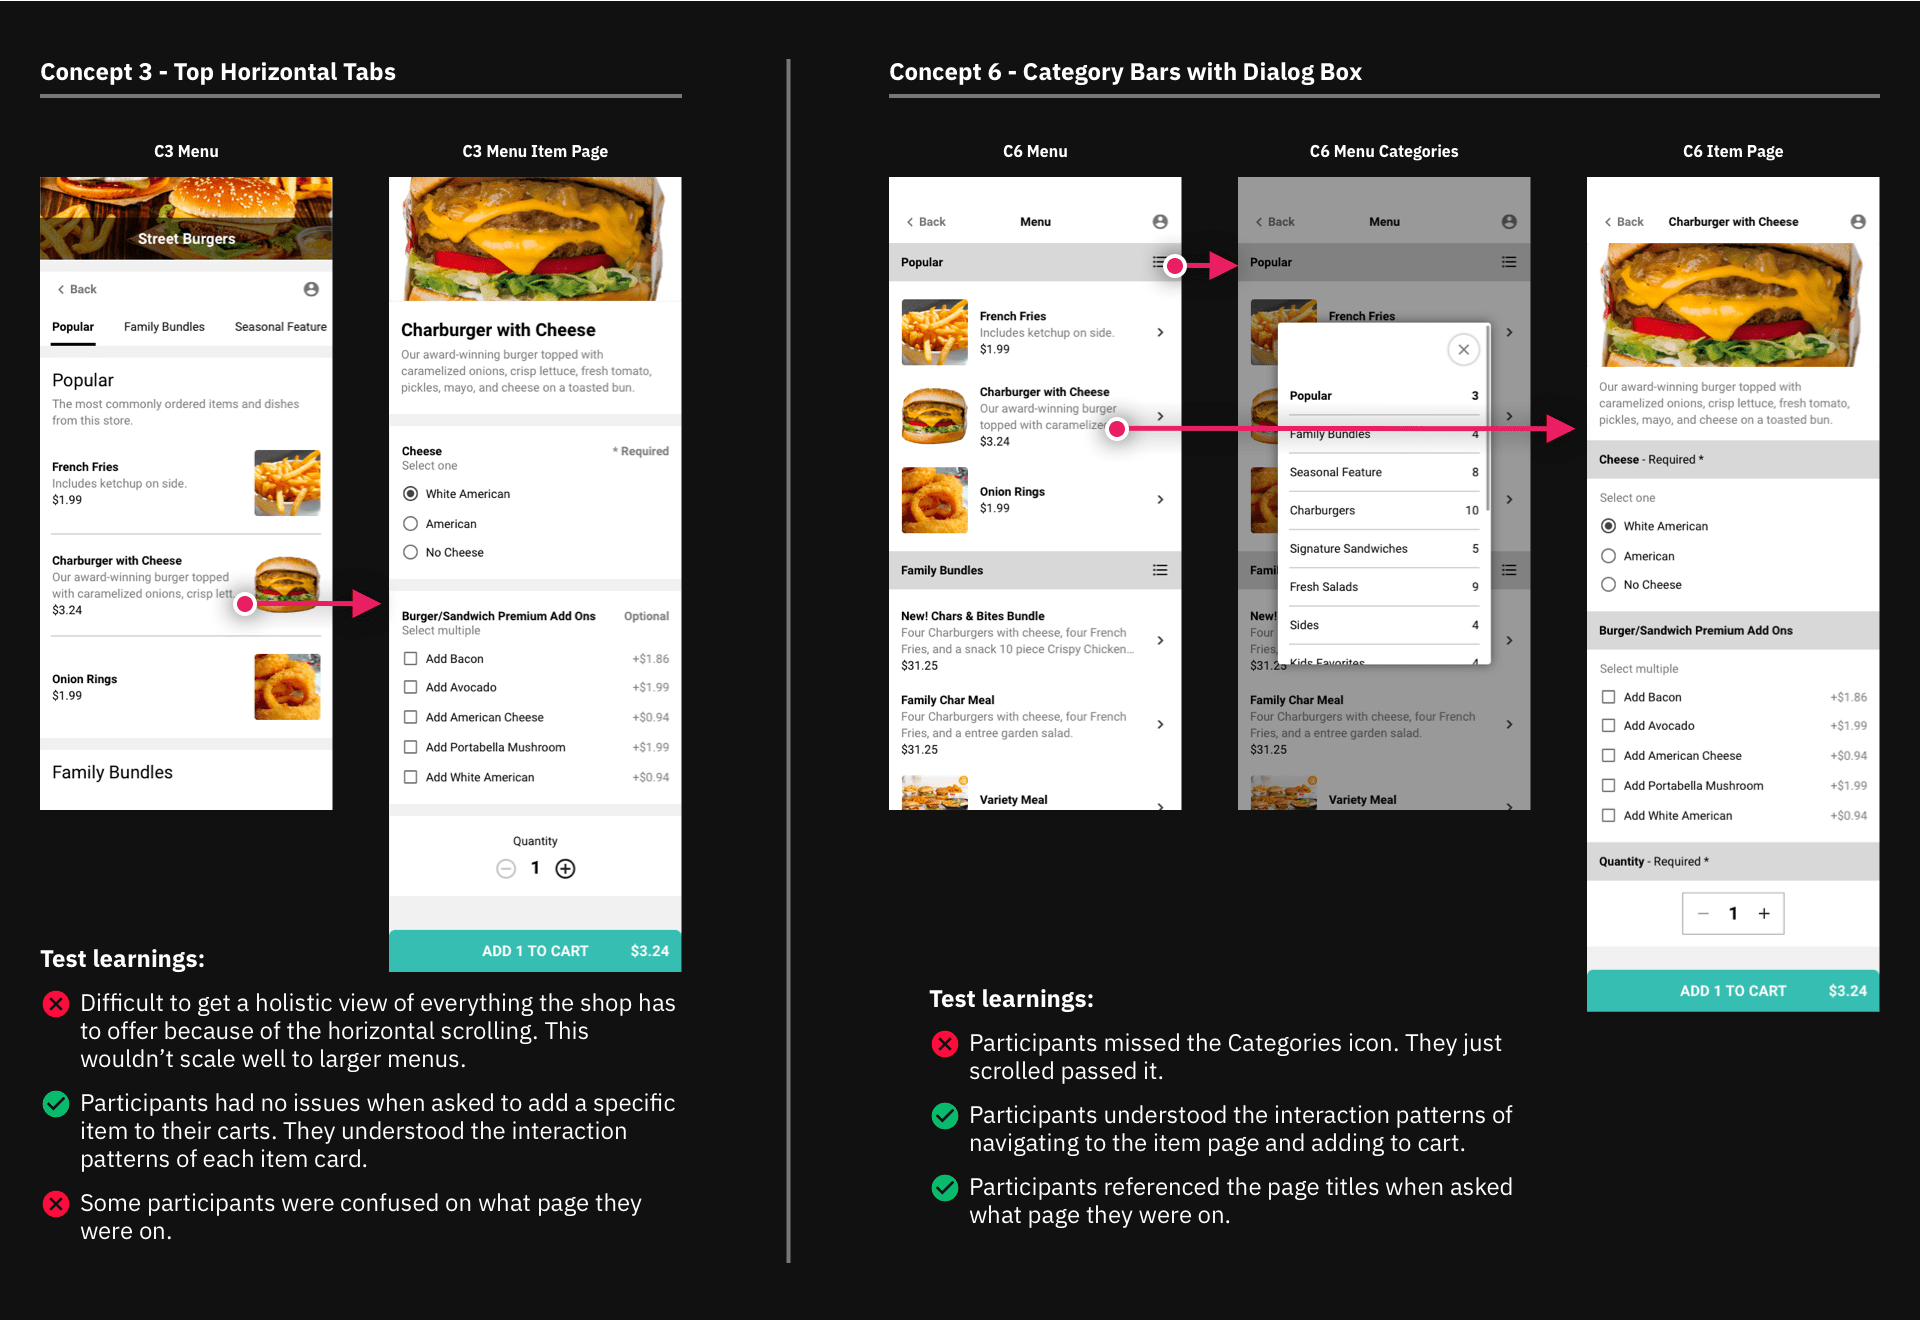 Concept 3 - Top Horizontal Tabs
C3 Menu
C3 Menu Item Page
Street Burgers
Back
Popular
Family Bundles
Seasonal Feature
Popular
The most commonly ordered items and dishes
from this store.
French Fries
Includes ketchup on side.
$1.99
Charburger with Cheese
Our award-winning burger topped
with caramelized onions, crisp lett
$3.24
Onion Rings
$1.99
Family Bundles
Charburger with Cheese
Our award-winning burger topped with
caramelized onions, crisp lettuce, fresh tomato,
pickles, mayo, and cheese on a toasted bun.
Cheese
* Required
Select one
White American
American
No Cheese
Burger/Sandwich Premium Add Ons
Optional
Select multiple
Add Bacon +$1.86
Add Avocado +$1.99
Add American Cheese +$0.94
Add Portabella Mushroom +$1.99
Add White American +$0.94
Quantity
1
ADD 1 TO CART $3.24
Test learnings:
Difficult to get a holistic view of everything the shop has
to offer because of the horizontal scrolling. This
wouldn’t scale well to larger menus.
Participants had no issues when asked to add a specific
item to their carts. They understood the interaction
patterns of each item card.
Some participants were confused on what page they
were on.
Concept 6 - Category Bars with Dialog Box
C6 Menu
C6 Menu Categories
C6 Item Page
Back
Menu
Popular
French Fries
Includes ketchup on side.
$1.99
Charburger with Cheese
Our award-winning burger
topped with caramelize
$3.24
Onion Rings
$1.99
Family Bundles
New! Chars & Bites Bundle
Four Charburgers with cheese, four French
Fries, and a snack 10 piece Crispy Chicken...
$31.25
Family Char Meal
Four Charburgers with cheese, four French
Fries, and a entree garden salad.
$31.25
Variety Meal
Back
Menu
Popular
French Fries
Popular 3
Family Bundles 4
Seasonal Feature 8
Charburgers 10
Signature Sandwiches 5
Fresh Salads 9
Sides 4
Kids Favorites 4
Famil
New!
Four
Fries,
$31.25
Family Char Meal
Four Charburgers with cheese, four French
Fries, and a entree garden salad.
$31.25
Variety Meal
Back
Charburger with Cheese
Our award-winning burger topped with
caramelized onions, crisp lettuce, fresh tomato,
pickles, mayo, and cheese on a toasted bun.
Cheese - Required *
Select one
White American
American
No Cheese
Burger/Sandwich Premium Add Ons
Select multiple
Add Bacon +$1.86
Add Avocado +$1.99
Add American Cheese +$0.94
Add Portabella Mushroom +$1.99
Add White American +$0.94
Quantity - Required *
1
ADD 1 TO CART $3.24
Test learnings:
Participants missed the Categories icon. They just
scrolled passed it.
Participants understood the interaction patterns of
navigating to the item page and adding to cart.
Participants referenced the page titles when asked
what page they were on.